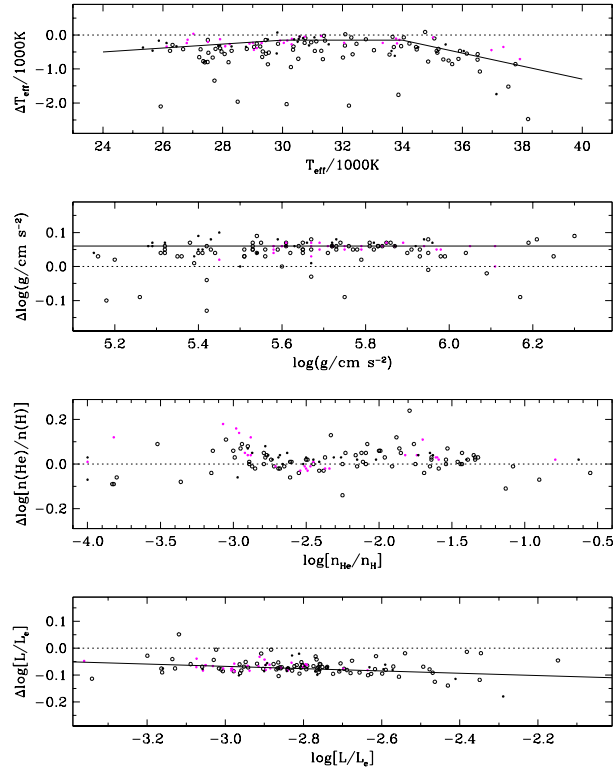 0.0
−1.0
−2.0
ΔT_eff/1000K
24 26 28 30 32 34 36 38 40
T_eff/1000K
0.1
0.0
−0.1
Δlog(g/cm s⁻²)
5.2 5.4 5.6 5.8 6.0 6.2
log(g/cm s⁻²)
0.2
0.0
−0.2
Δlog[n(He)/n(H)]
−4.0 −3.5 −3.0 −2.5 −2.0 −1.5 −1.0 −0.5
log[n_He/n_H]
0.1
0.0
−0.1
−0.2
Δlog[L/L_e]
−3.2 −3.0 −2.8 −2.6 −2.4 −2.2
log[L/L_e]